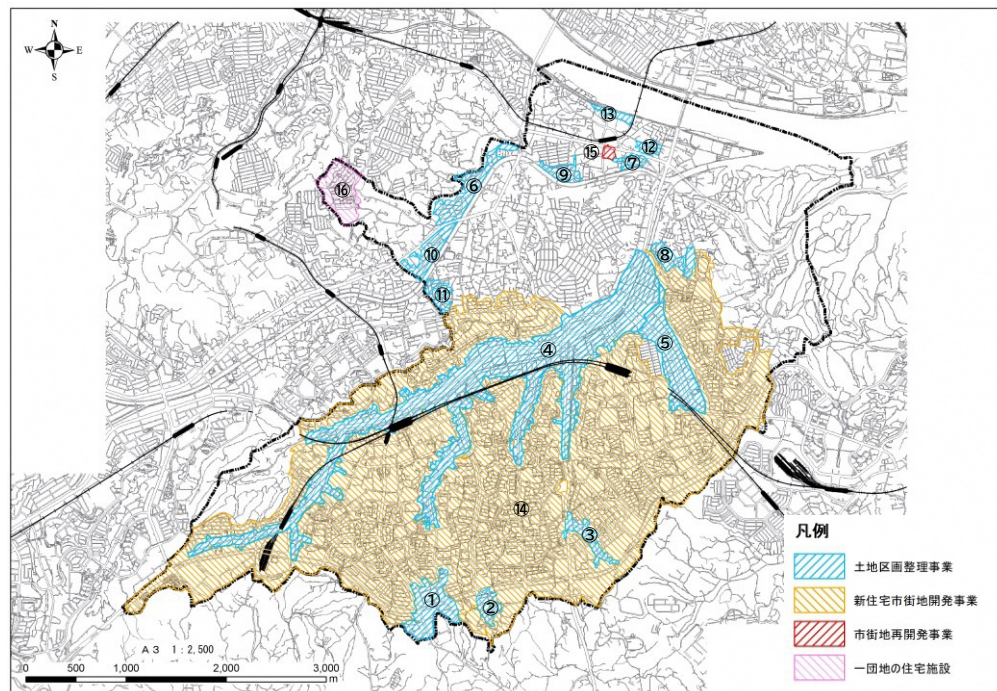 N
W E
S
⑬
⑫
⑮
⑦
⑨
⑯
⑥
⑩
⑧
⑪
④
⑤
⑭
③
①
②
凡例
土地区画整理事業
新住宅市街地開発事業
市街地再開発事業
一団地の住宅施設
A3 1:2,500
0 500 1,000 2,000 3,000
m